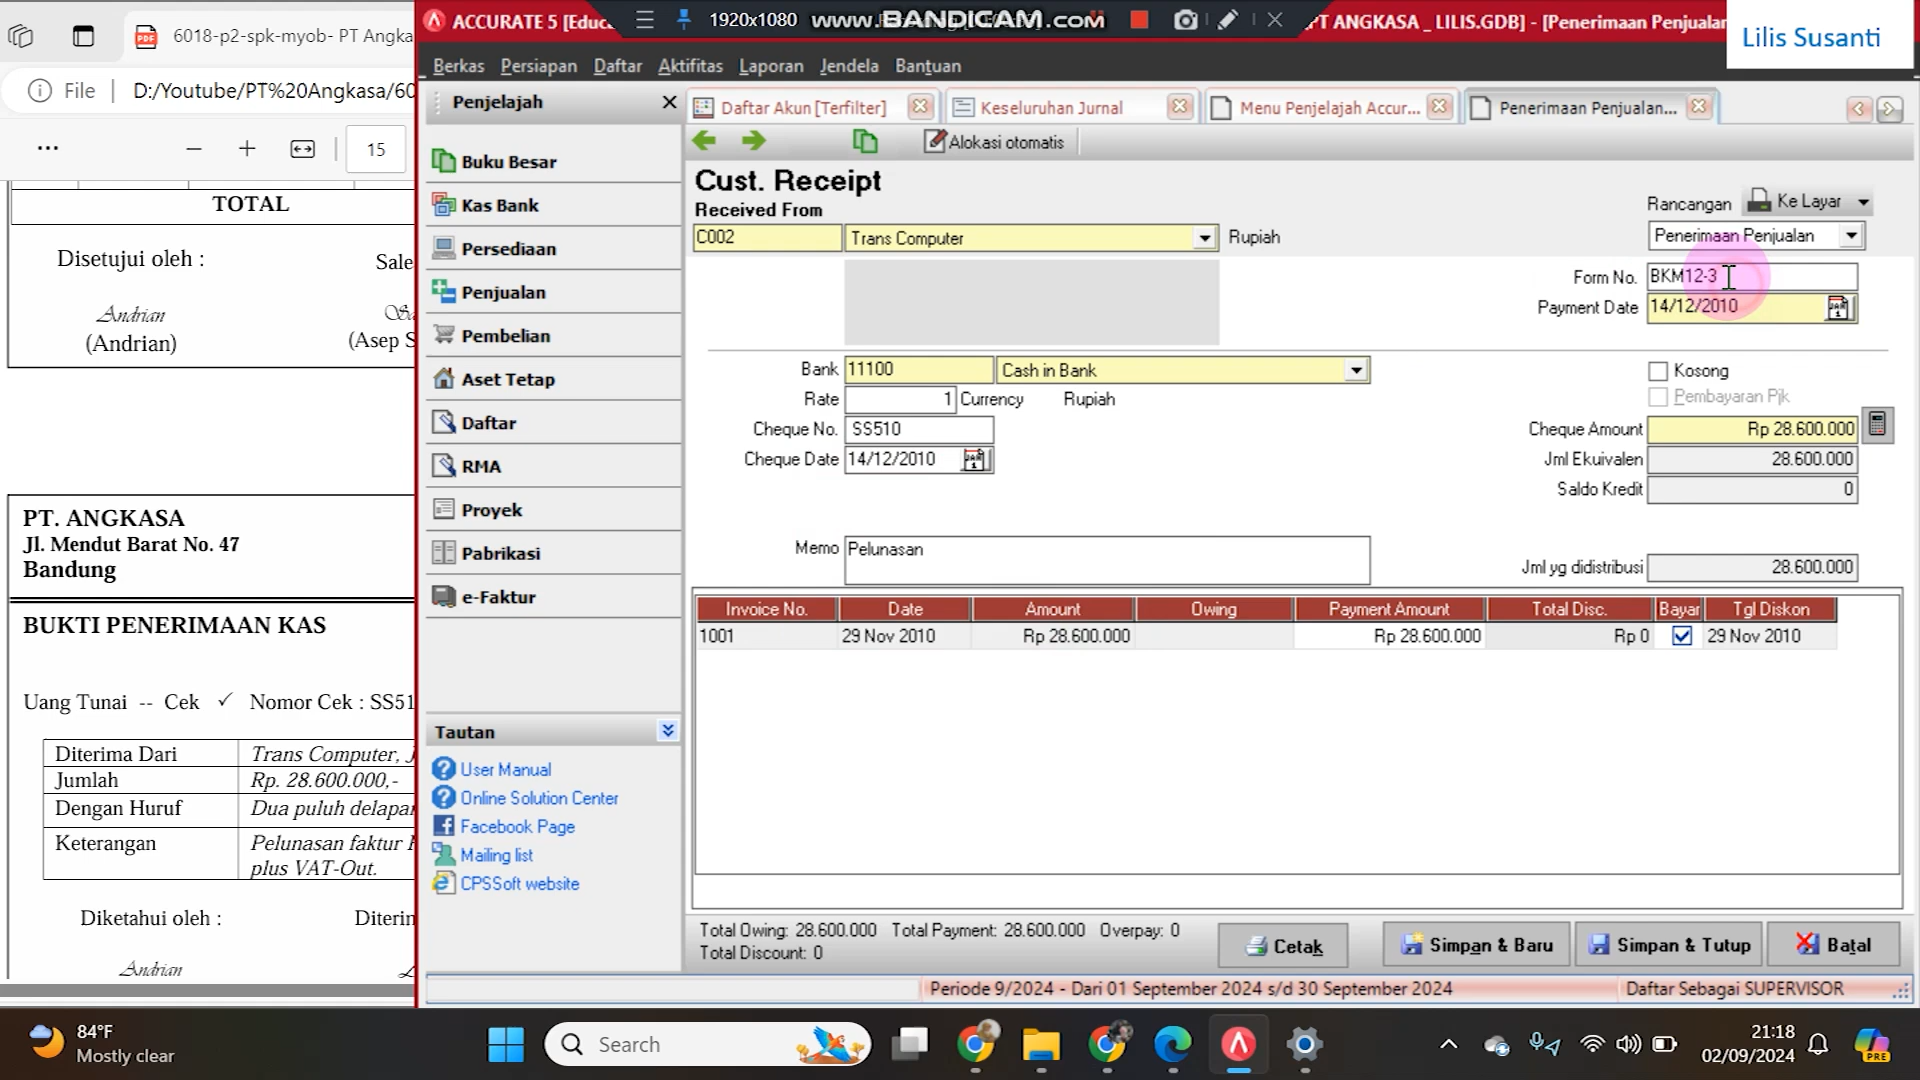 6018-p2-spk-myob- PT Angka
File
D:/Youtube/PT%20Angkasa/60
15
TOTAL
Disetujui oleh :
Sale
Andrian
(Andrian)
(Asep S
PT. ANGKASA
Jl. Mendut Barat No. 47
Bandung
BUKTI PENERIMAAN KAS
Uang Tunai -- Cek ✓ Nomor Cek : SS51
Diterima Dari
Trans Computer, J
Jumlah
Rp. 28.600.000,-
Dengan Huruf
Dua puluh delapan
Keterangan
Pelunasan faktur
plus VAT-Out.
Diketahui oleh :
Diterin
Andrian
ACCURATE 5 [Educ
1920x1080
www.BANDICAM.com
PT ANGKASA _ LILIS.GDB] - [Penerimaan Penjualan
Lilis Susanti
Berkas Persiapan Daftar Aktifitas Laporan Jendela Bantuan
Penjelajah
Buku Besar
Kas Bank
Persediaan
Penjualan
Pembelian
Aset Tetap
Daftar
RMA
Proyek
Pabrikasi
e-Faktur
Tautan
User Manual
Online Solution Center
Facebook Page
Mailing list
CPSSoft website
Daftar Akun [Terfilter]
Keseluruhan Jurnal
Menu Penjelajah Accur...
Penerimaan Penjualan...
Alokasi otomatis
Cust. Receipt
Received From
C002
Trans Computer
Rupiah
Rancangan
Ke Layar
Penerimaan Penjualan
Form No. BKM12-3
Payment Date 14/12/2010
Bank 11100 Cash in Bank
Rate 1 Currency Rupiah
Cheque No. SS510
Cheque Date 14/12/2010
Kosong
Pembayaran Pjk
Cheque Amount Rp 28.600.000
Jml Ekuivalen 28.600.000
Saldo Kredit 0
Memo Pelunasan
Jml yg didistribusi 28.600.000
Invoice No. Date Amount Owing Payment Amount Total Disc. Bayar Tgl Diskon
1001 29 Nov 2010 Rp 28.600.000 Rp 28.600.000 Rp 0 29 Nov 2010
Total Owing: 28.600.000 Total Payment: 28.600.000 Overpay: 0
Total Discount: 0
Cetak
Simpan & Baru
Simpan & Tutup
Batal
Periode 9/2024 - Dari 01 September 2024 s/d 30 September 2024
Daftar Sebagai SUPERVISOR
84°F
Mostly clear
Search
21:18
02/09/2024
PRE